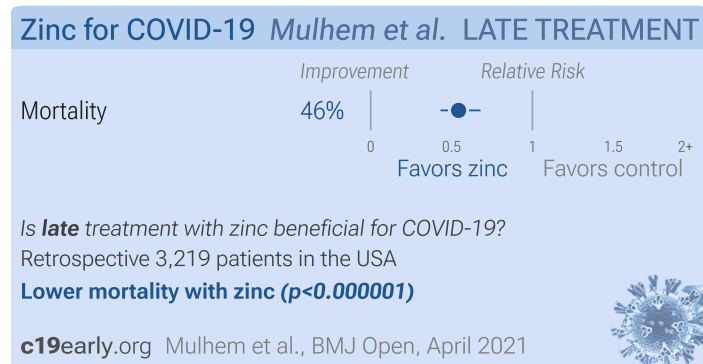 Zinc for COVID-19 Mulhem et al. LATE TREATMENT
Improvement Relative Risk
Mortality 46%
0 0.5 1 1.5 2+
Favors zinc Favors control
Is late treatment with zinc beneficial for COVID-19?
Retrospective 3,219 patients in the USA
Lower mortality with zinc (p<0.000001)
c19early.org Mulhem et al., BMJ Open, April 2021